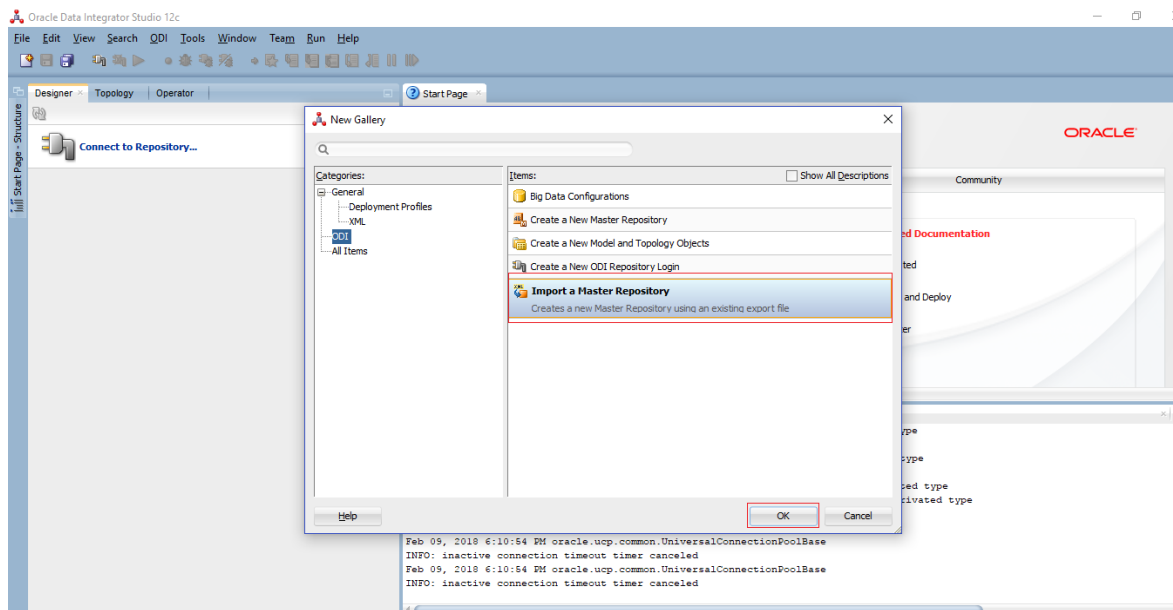 Oracle Data Integrator Studio 12c
File Edit View Search ODI Tools Window Team Run Help
Designer Topology Operator
Start Page
Start Page - Structure
Connect to Repository...
New Gallery
ORACLE
Community
Categories:
General
Deployment Profiles
XML
ODI
All Items
Items:
Show All Descriptions
Big Data Configurations
Create a New Master Repository
Create a New Model and Topology Objects
Create a New ODI Repository Login
Import a Master Repository
Creates a new Master Repository using an existing export file
ed Documentation
ted
and Deploy
er
ype
type
ted type
rivated type
Help
OK
Cancel
Feb 09, 2018 6:10:54 PM oracle.ucp.common.UniversalConnectionPoolBase
INFO: inactive connection timeout timer canceled
Feb 09, 2018 6:10:54 PM oracle.ucp.common.UniversalConnectionPoolBase
INFO: inactive connection timeout timer canceled